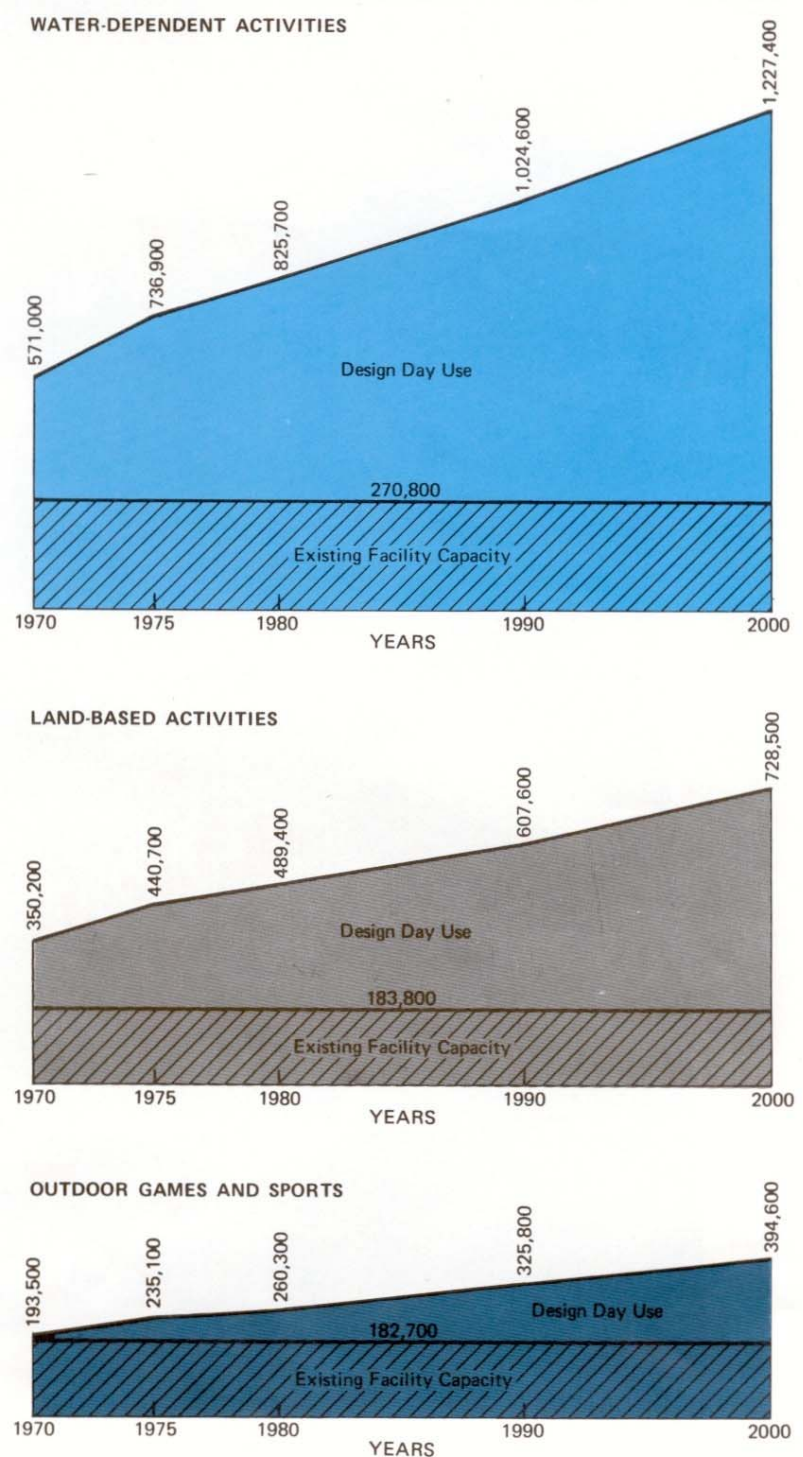 WATER-DEPENDENT ACTIVITIES
571,000
736,900
825,700
1,024,600
1,227,400
Design Day Use
270,800
Existing Facility Capacity
1970 1975 1980 1990 2000
YEARS
LAND-BASED ACTIVITIES
350,200
440,700
489,400
607,600
728,500
Design Day Use
183,800
Existing Facility Capacity
1970 1975 1980 1990 2000
YEARS
OUTDOOR GAMES AND SPORTS
193,500
235,100
260,300
325,800
394,600
Design Day Use
182,700
Existing Facility Capacity
1970 1975 1980 1990 2000
YEARS